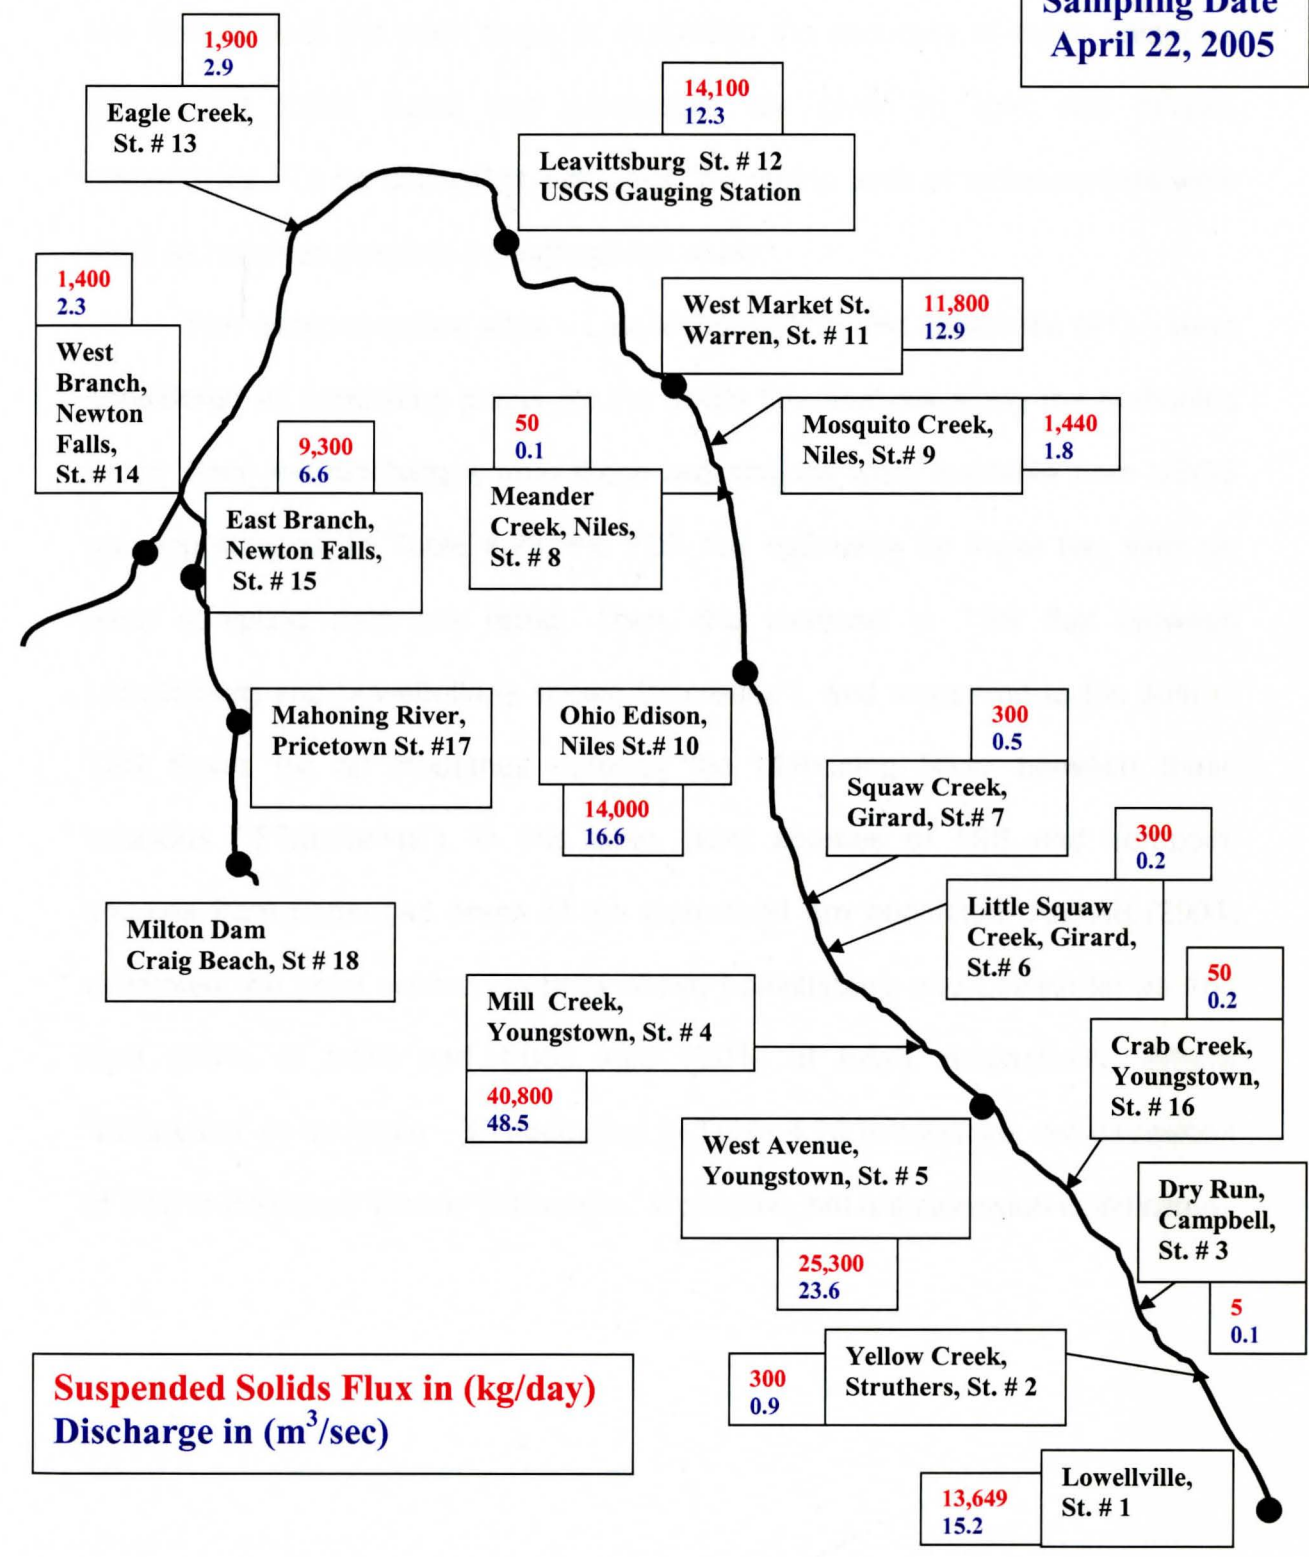 Sampling Date
April 22, 2005
1,900
2.9
Eagle Creek,
St. # 13
14,100
12.3
Leavittsburg St. # 12
USGS Gauging Station
1,400
2.3
West
Branch,
Newton
Falls,
St. # 14
West Market St.
Warren, St. # 11
11,800
12.9
9,300
6.6
East Branch,
Newton Falls,
St. # 15
50
0.1
Meander
Creek, Niles,
St. # 8
Mosquito Creek,
Niles, St.# 9
1,440
1.8
Mahoning River,
Pricetown St. #17
Ohio Edison,
Niles St.# 10
14,000
16.6
300
0.5
Squaw Creek,
Girard, St.# 7
300
0.2
Little Squaw
Creek, Girard,
St.# 6
Milton Dam
Craig Beach, St # 18
Mill Creek,
Youngstown, St. # 4
40,800
48.5
50
0.2
Crab Creek,
Youngstown,
St. # 16
West Avenue,
Youngstown, St. # 5
25,300
23.6
Dry Run,
Campbell,
St. # 3
5
0.1
300
0.9
Yellow Creek,
Struthers, St. # 2
Suspended Solids Flux in (kg/day)
Discharge in (m³/sec)
13,649
15.2
Lowellville,
St. # 1